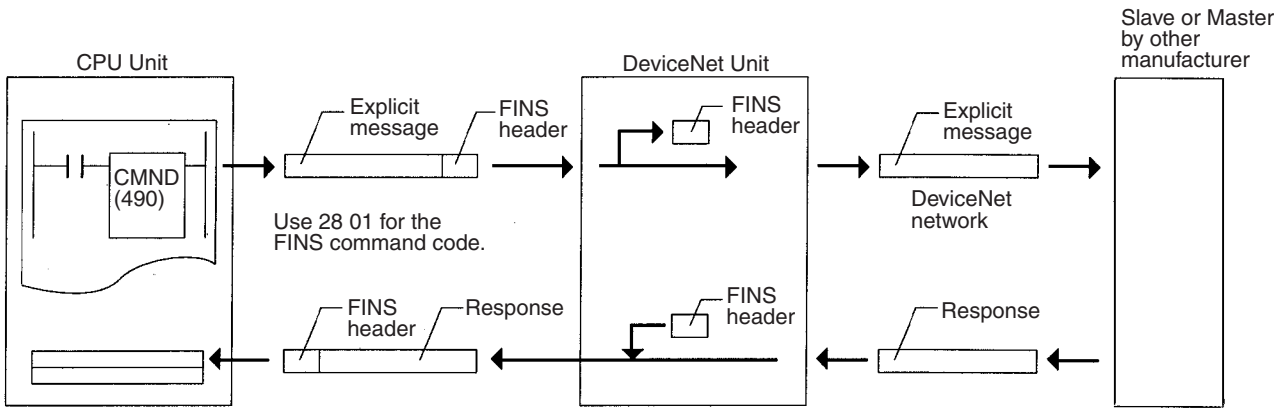 Slave or Master
by other
manufacturer
CPU Unit
DeviceNet Unit
Explicit
message
FINS
header
FINS
header
Explicit
message
CMND
(490)
DeviceNet
network
Use 28 01 for the
FINS command code.
FINS
header
Response
FINS
header
Response